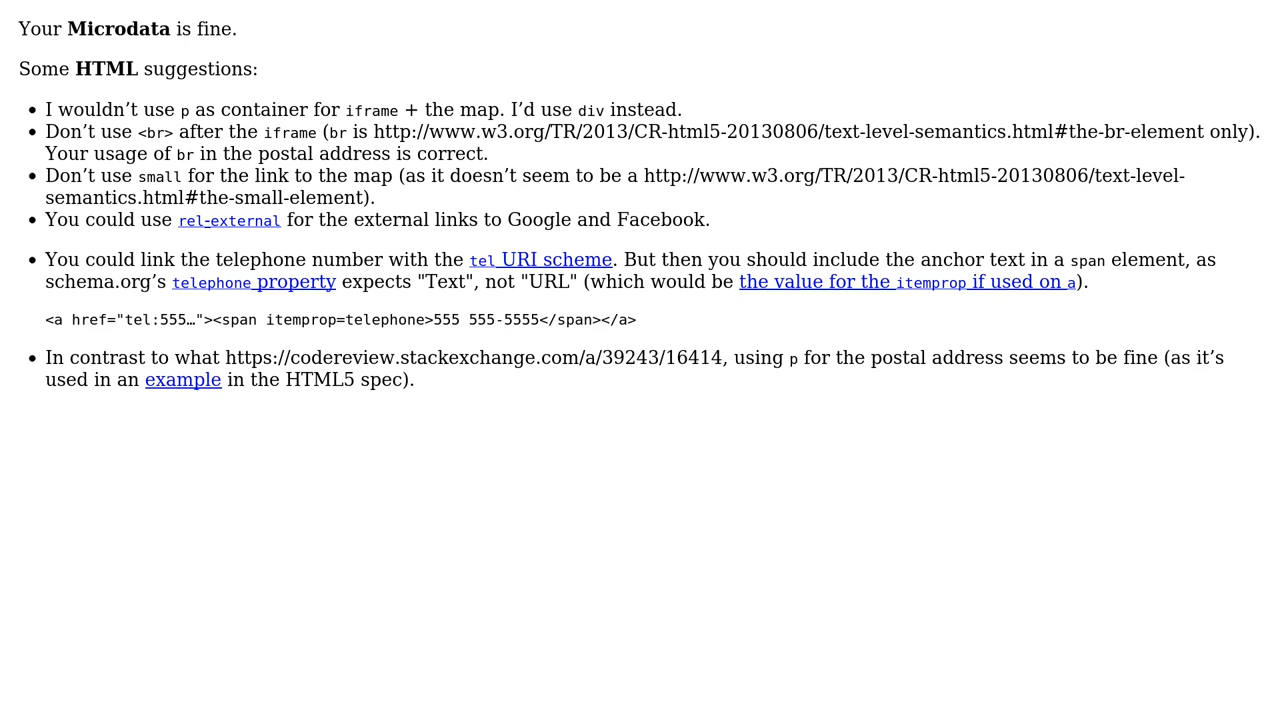 Your Microdata is fine.
Some HTML suggestions:
I wouldn’t use p as container for iframe + the map. I’d use div instead.
Don’t use <br> after the iframe (br is http://www.w3.org/TR/2013/CR-html5-20130806/text-level-semantics.html#the-br-element only).
Your usage of br in the postal address is correct.
Don’t use small for the link to the map (as it doesn’t seem to be a http://www.w3.org/TR/2013/CR-html5-20130806/text-level-
semantics.html#the-small-element).
You could use rel-external for the external links to Google and Facebook.
You could link the telephone number with the tel URI scheme. But then you should include the anchor text in a span element, as
schema.org’s telephone property expects "Text", not "URL" (which would be the value for the itemprop if used on a).
<a href="tel:555…"><span itemprop=telephone>555 555-5555</span></a>
In contrast to what https://codereview.stackexchange.com/a/39243/16414, using p for the postal address seems to be fine (as it’s
used in an example in the HTML5 spec).